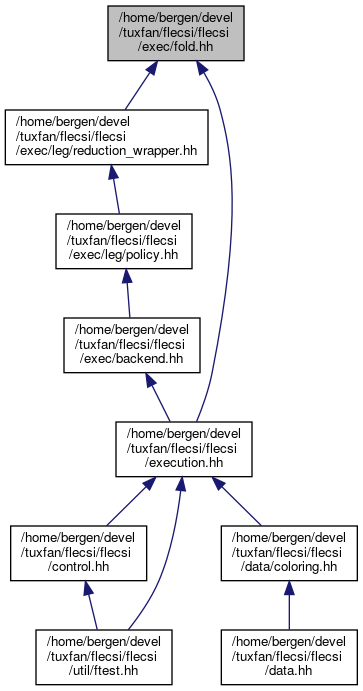 /home/bergen/devel
/tuxfan/flecsi/flecsi
/exec/fold.hh
/home/bergen/devel
/tuxfan/flecsi/flecsi
/exec/leg/reduction_wrapper.hh
/home/bergen/devel
/tuxfan/flecsi/flecsi
/exec/leg/policy.hh
/home/bergen/devel
/tuxfan/flecsi/flecsi
/exec/backend.hh
/home/bergen/devel
/tuxfan/flecsi/flecsi
/execution.hh
/home/bergen/devel
/tuxfan/flecsi/flecsi
/control.hh
/home/bergen/devel
/tuxfan/flecsi/flecsi
/data/coloring.hh
/home/bergen/devel
/tuxfan/flecsi/flecsi
/util/ftest.hh
/home/bergen/devel
/tuxfan/flecsi/flecsi
/data.hh